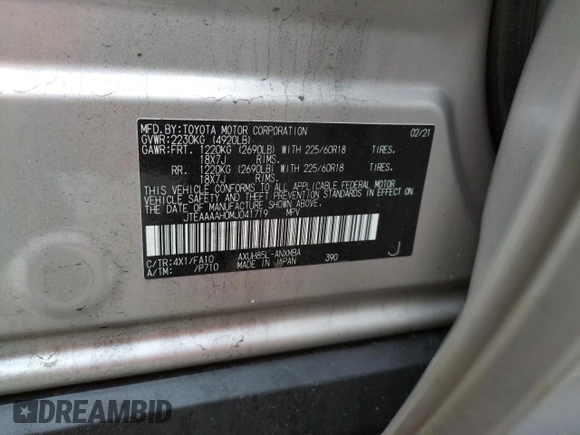 MFD.BY:TOYOTA MOTOR CORPORATION 02/21
GVWR:2230KG (4920LB)
GAWR:FRT. 1220KG (2690LB) WITH 225/60R18 TIRES.
18X7J RIMS.
RR. 1220KG (2690LB) WITH 225/60R18 TIRES.
18X7J RIMS.
THIS VEHICLE CONFORMS TO ALL APPLICABLE FEDERAL MOTOR
VEHICLE SAFETY AND THEFT PREVENTION STANDARDS IN EFFECT
ON THE DATE OF MANUFACTURE SHOWN ABOVE.
JTEAAAAH0MJ041719 MPV
C/TR:4X1/FA10 AXUH85L-ANXMBA
A/TM: /P710 MADE IN JAPAN 390 J
DREAMBID